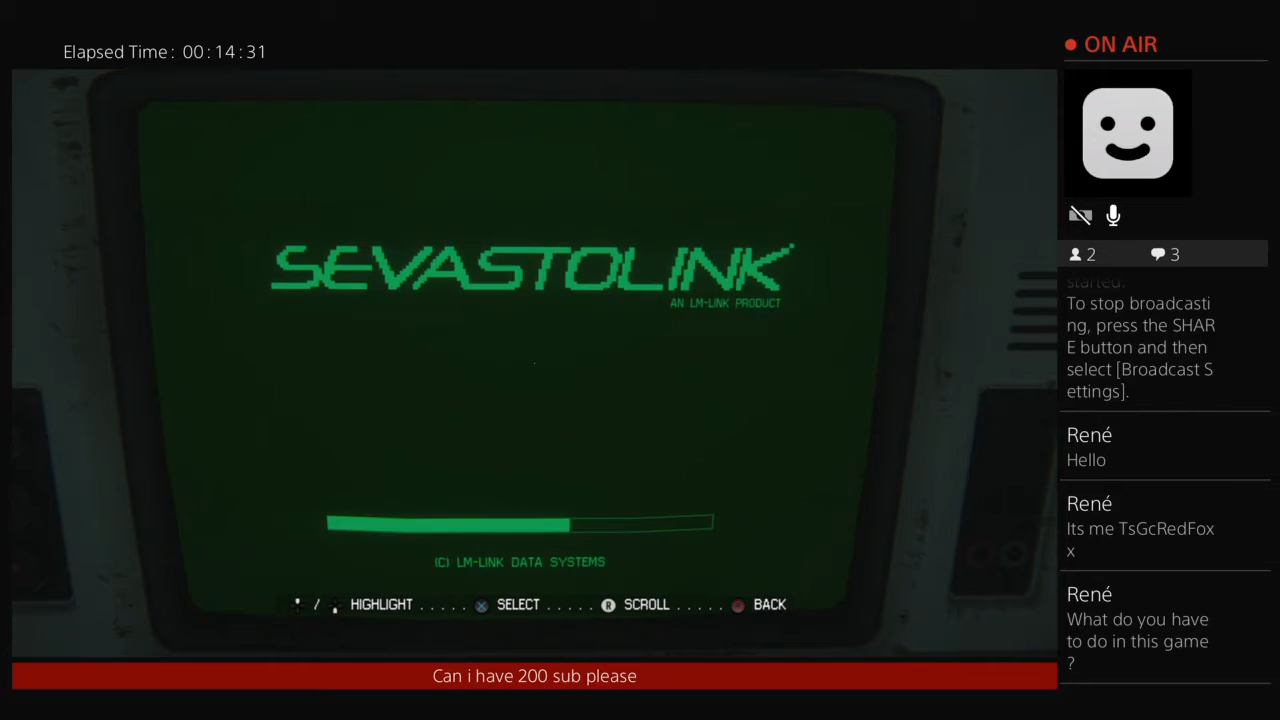 Elapsed Time: 00:14:31
ON AIR
SEVASTOLINK
AN LM-LINK PRODUCT
(C) LM-LINK DATA SYSTEMS
/ HIGHLIGHT ..... SELECT ..... R SCROLL ..... BACK
Can i have 200 sub please
2 3
started.
To stop broadcasti
ng, press the SHAR
E button and then
select [Broadcast S
ettings].
René
Hello
René
Its me TsGcRedFox
x
René
What do you have
to do in this game
?